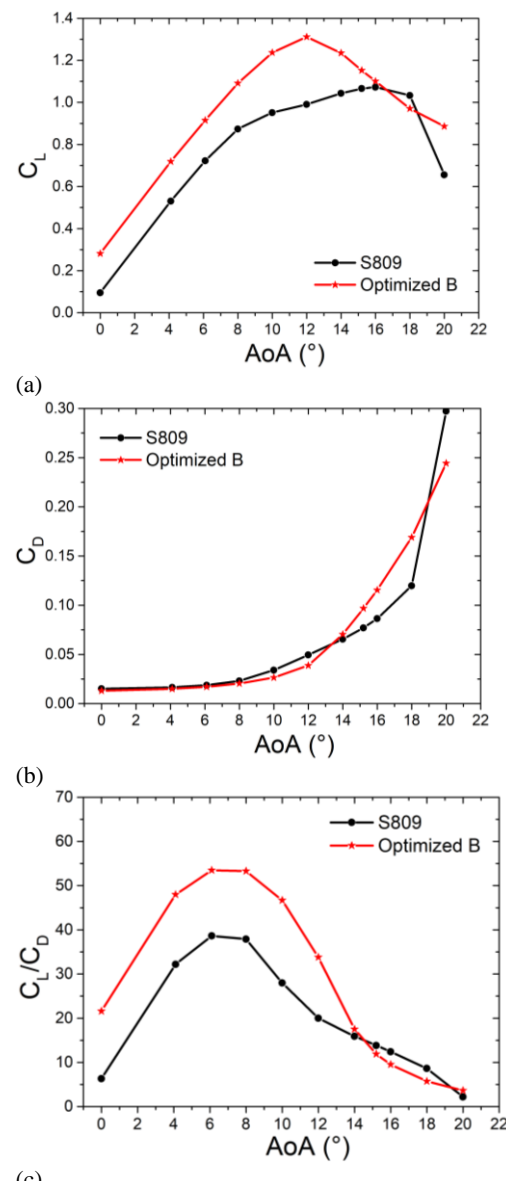 1.4
1.2
1.0
0.8
0.6
0.4
0.2
0.0
C_L
S809
Optimized B
0 2 4 6 8 10 12 14 16 18 20 22
AoA (°)
(a)
0.30
0.25
0.20
0.15
0.10
0.05
0.00
C_D
S809
Optimized B
0 2 4 6 8 10 12 14 16 18 20 22
AoA (°)
(b)
70
60
50
40
30
20
10
0
C_L/C_D
S809
Optimized B
0 2 4 6 8 10 12 14 16 18 20 22
AoA (°)
(c)